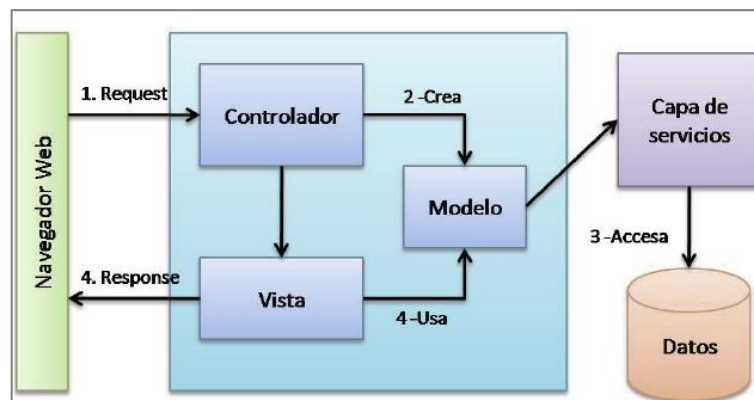 Navegador Web
1. Request
Controlador
2 -Crea
Capa de
servicios
Modelo
3 -Accesa
4. Response
Vista
4 -Usa
Datos